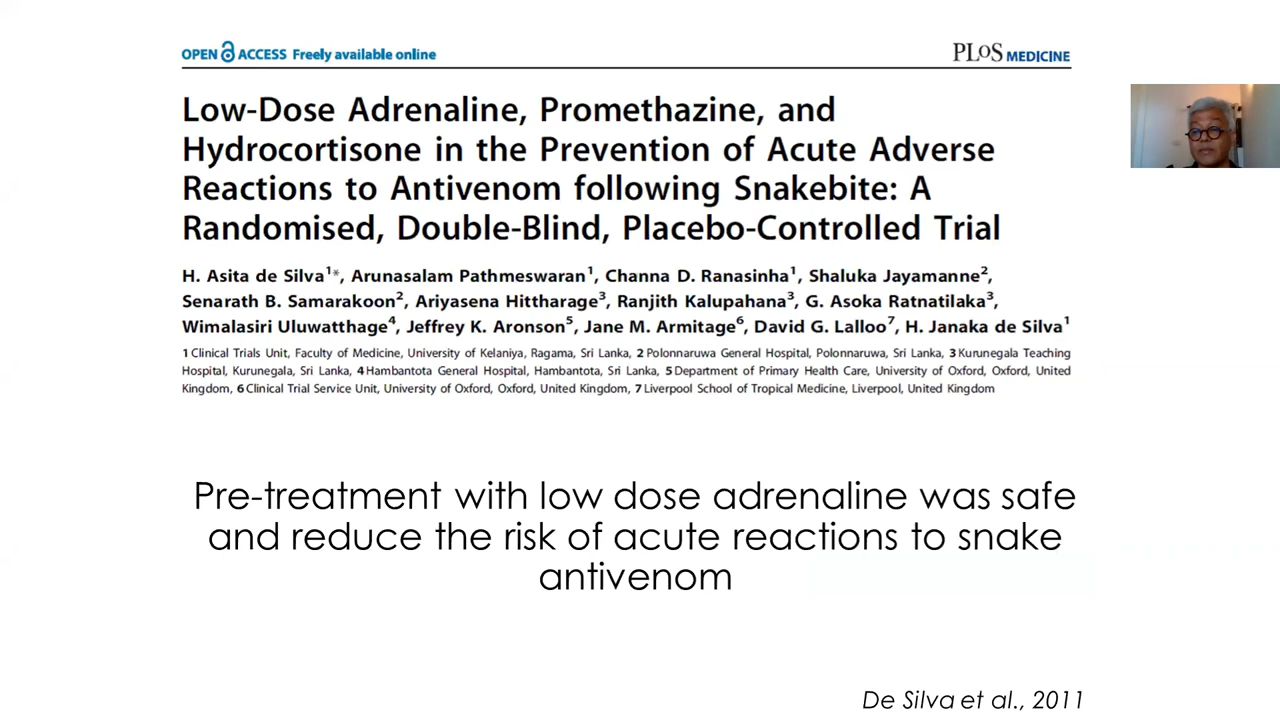 OPEN ACCESS Freely available online
PLoS MEDICINE
Low-Dose Adrenaline, Promethazine, and
Hydrocortisone in the Prevention of Acute Adverse
Reactions to Antivenom following Snakebite: A
Randomised, Double-Blind, Placebo-Controlled Trial
H. Asita de Silva1*, Arunasalam Pathmeswaran1, Channa D. Ranasinha1, Shaluka Jayamanne2,
Senarath B. Samarakoon2, Ariyasena Hittharage3, Ranjith Kalupahana3, G. Asoka Ratnatilaka3,
Wimalasiri Uluwatthage4, Jeffrey K. Aronson5, Jane M. Armitage6, David G. Lalloo7, H. Janaka de Silva1
1 Clinical Trials Unit, Faculty of Medicine, University of Kelaniya, Ragama, Sri Lanka, 2 Polonnaruwa General Hospital, Polonnaruwa, Sri Lanka, 3 Kurunegala Teaching
Hospital, Kurunegala, Sri Lanka, 4 Hambantota General Hospital, Hambantota, Sri Lanka, 5 Department of Primary Health Care, University of Oxford, Oxford, United
Kingdom, 6 Clinical Trial Service Unit, University of Oxford, Oxford, United Kingdom, 7 Liverpool School of Tropical Medicine, Liverpool, United Kingdom
Pre-treatment with low dose adrenaline was safe
and reduce the risk of acute reactions to snake
antivenom
De Silva et al., 2011